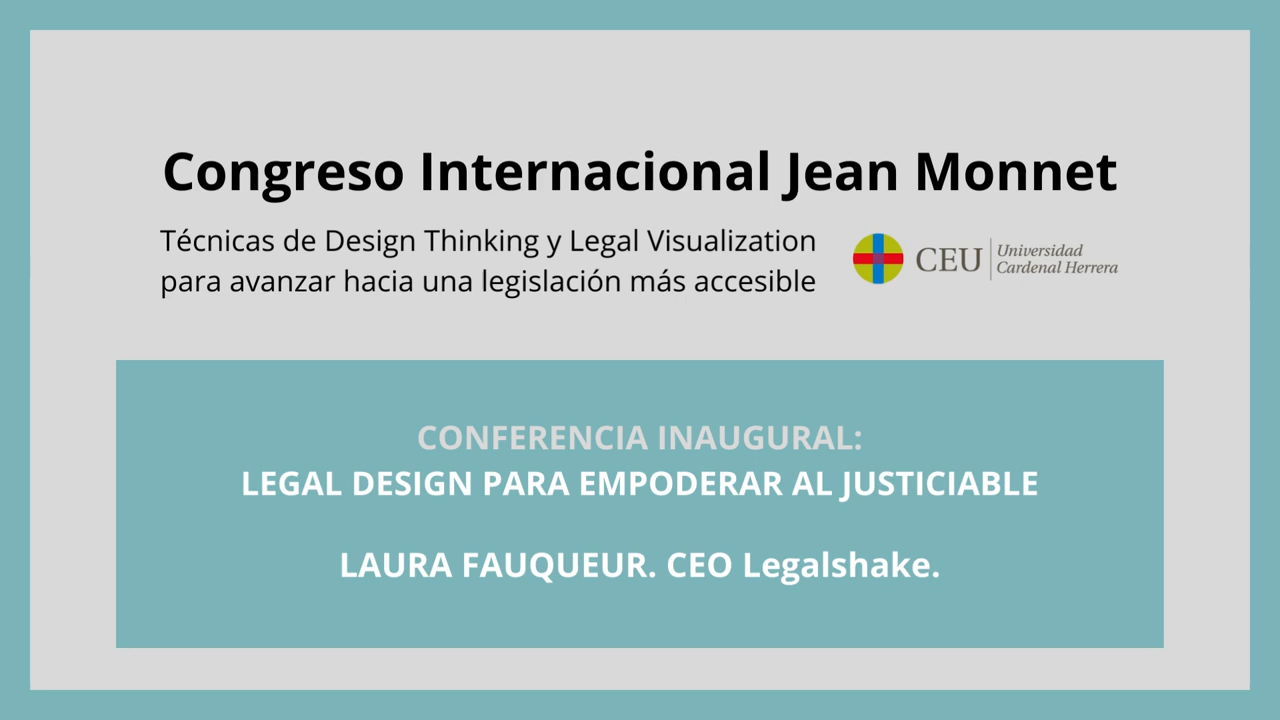 Congreso Internacional Jean Monnet
Técnicas de Design Thinking y Legal Visualization
para avanzar hacia una legislación más accesible
CEU Universidad
Cardenal Herrera
CONFERENCIA INAUGURAL:
LEGAL DESIGN PARA EMPODERAR AL JUSTICIABLE
LAURA FAUQUEUR. CEO Legalshake.